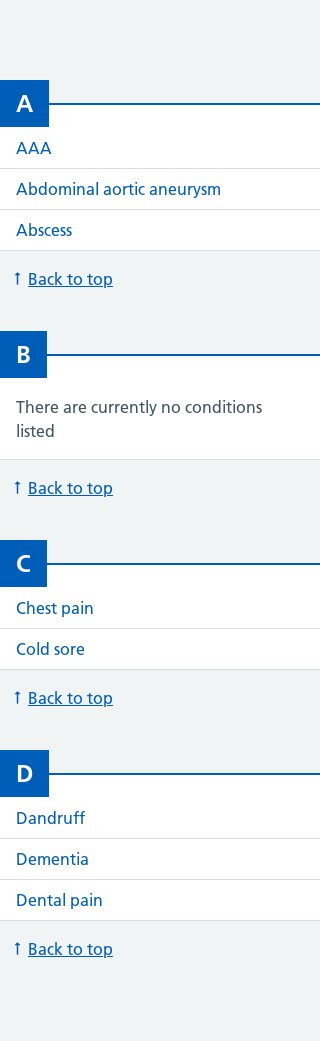 A
AAA
Abdominal aortic aneurysm
Abscess
↑ Back to top
B
There are currently no conditions
listed
↑ Back to top
C
Chest pain
Cold sore
↑ Back to top
D
Dandruff
Dementia
Dental pain
↑ Back to top